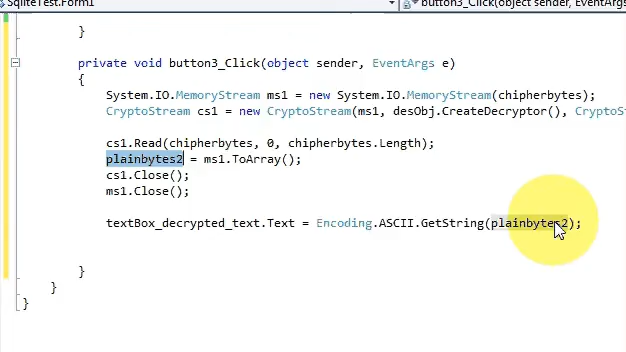 SqliteTest.Form1 button3_Click(object sender, EventArgs
}
private void button3_Click(object sender, EventArgs e)
{
System.IO.MemoryStream ms1 = new System.IO.MemoryStream(chipherbytes);
CryptoStream cs1 = new CryptoStream(ms1, desObj.CreateDecryptor(), CryptoSt
cs1.Read(chipherbytes, 0, chipherbytes.Length);
plainbytes2 = ms1.ToArray();
cs1.Close();
ms1.Close();
textBox_decrypted_text.Text = Encoding.ASCII.GetString(plainbytes2);
}
}
}